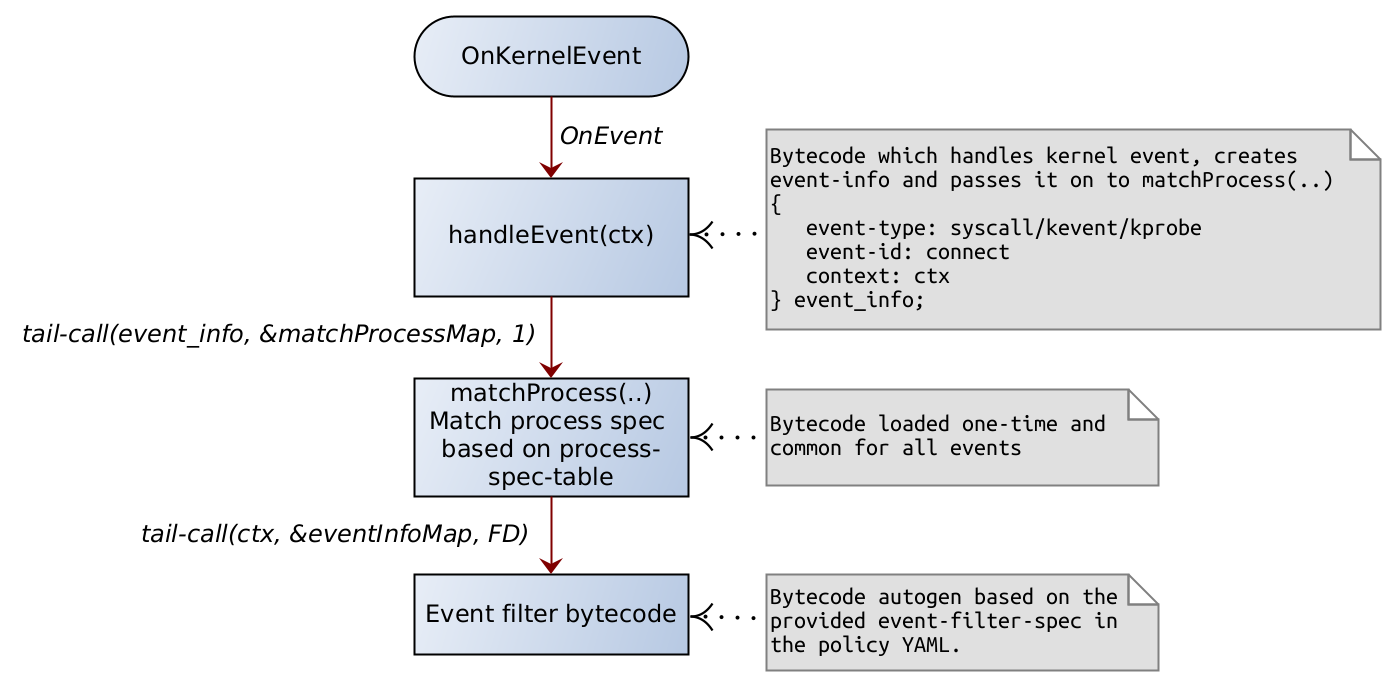 OnKernelEvent
OnEvent
Bytecode which handles kernel event, creates
event-info and passes it on to matchProcess(..)
{
event-type: syscall/kevent/kprobe
event-id: connect
context: ctx
} event_info;
handleEvent(ctx)
tail-call(event_info, &matchProcessMap, 1)
matchProcess(..)
Match process spec
based on process-
spec-table
Bytecode loaded one-time and
common for all events
tail-call(ctx, &eventInfoMap, FD)
Event filter bytecode
Bytecode autogen based on the
provided event-filter-spec in
the policy YAML.